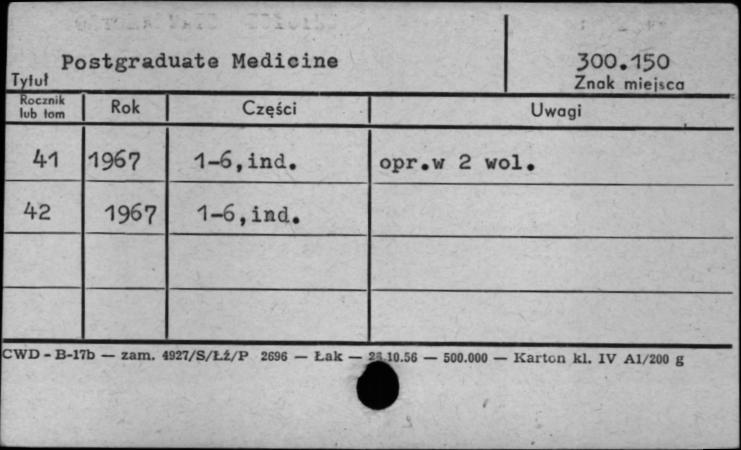 Postgraduate Medicine 300.150
Tytuł Znak miejsca
Rocznik lub tom Rok Części Uwagi
41 1967 1-6,ind. opr.w 2 wol.
42 1967 1-6,ind.
CWD - B-17b — zam. 4927/S/ŁŹ/P 2696 — Łak — 10.56 — 500.000 — Karton kl. IV A1/200 g